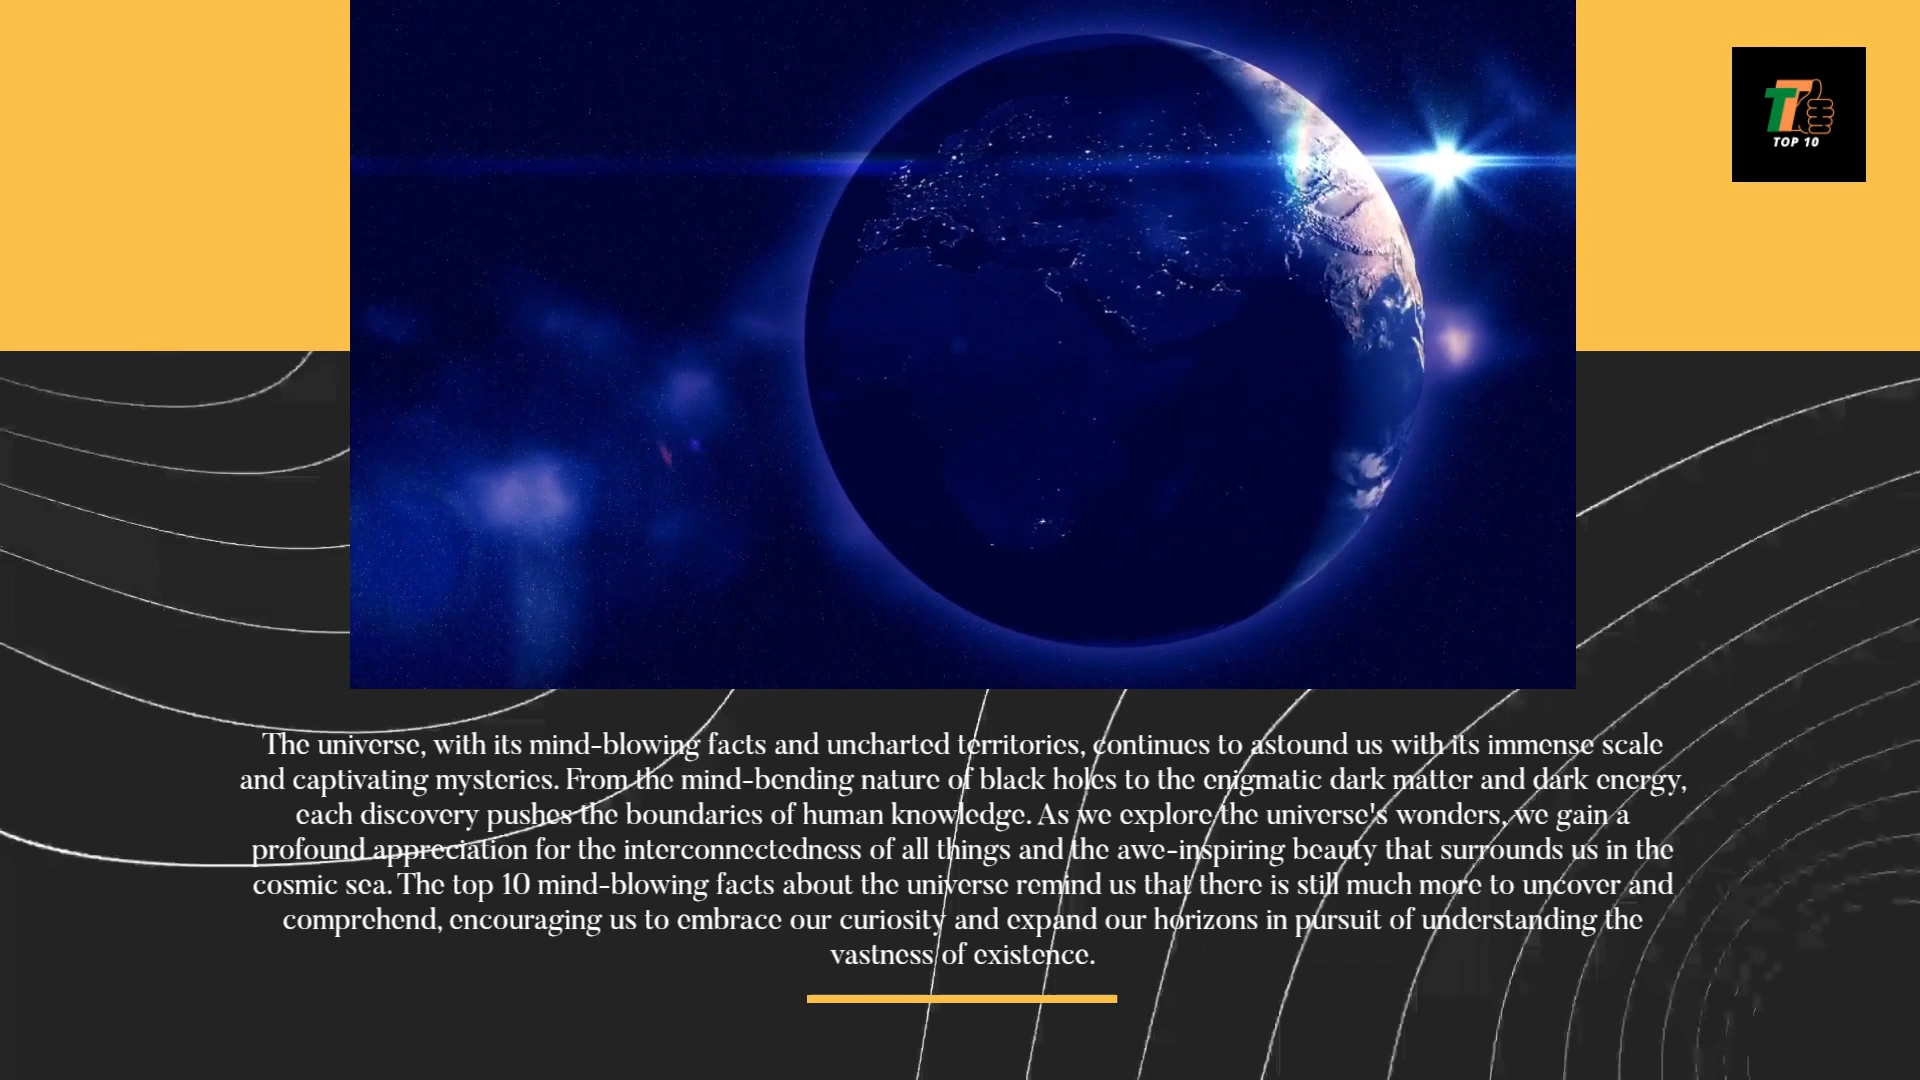 TT
TOP 10
The universe, with its mind-blowing facts and uncharted territories, continues to astound us with its immense scale
and captivating mysteries. From the mind-bending nature of black holes to the enigmatic dark matter and dark energy,
each discovery pushes the boundaries of human knowledge. As we explore the universe's wonders, we gain a
profound appreciation for the interconnectedness of all things and the awe-inspiring beauty that surrounds us in the
cosmic sea. The top 10 mind-blowing facts about the universe remind us that there is still much more to uncover and
comprehend, encouraging us to embrace our curiosity and expand our horizons in pursuit of understanding the
vastness of existence.